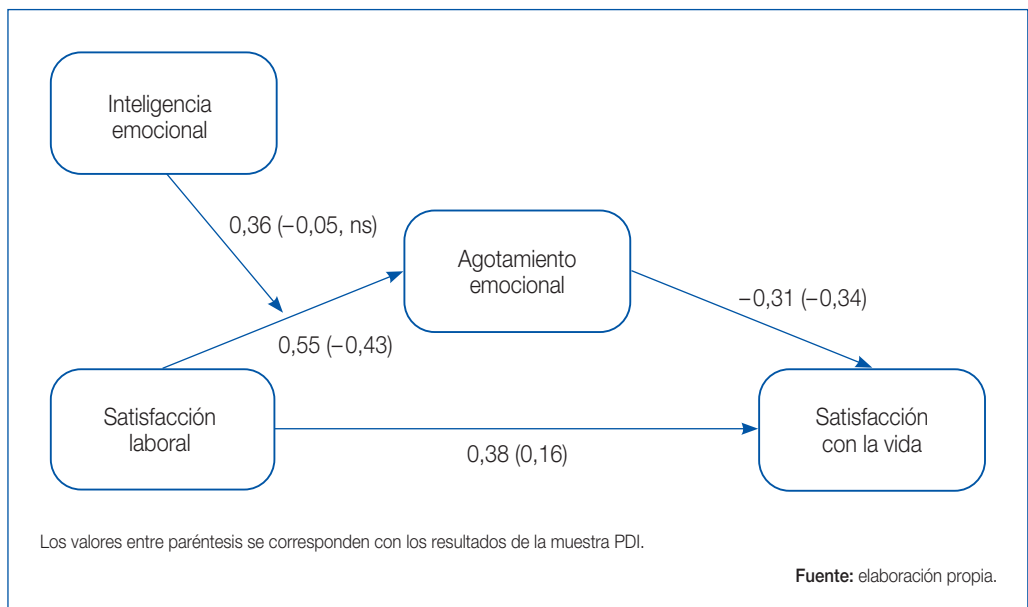 Inteligencia
emocional
0,36 (−0,05, ns)
Agotamiento
emocional
−0,31 (−0,34)
0,55 (−0,43)
Satisfacción
laboral
Satisfacción
con la vida
0,38 (0,16)
Los valores entre paréntesis se corresponden con los resultados de la muestra PDI.
Fuente: elaboración propia.